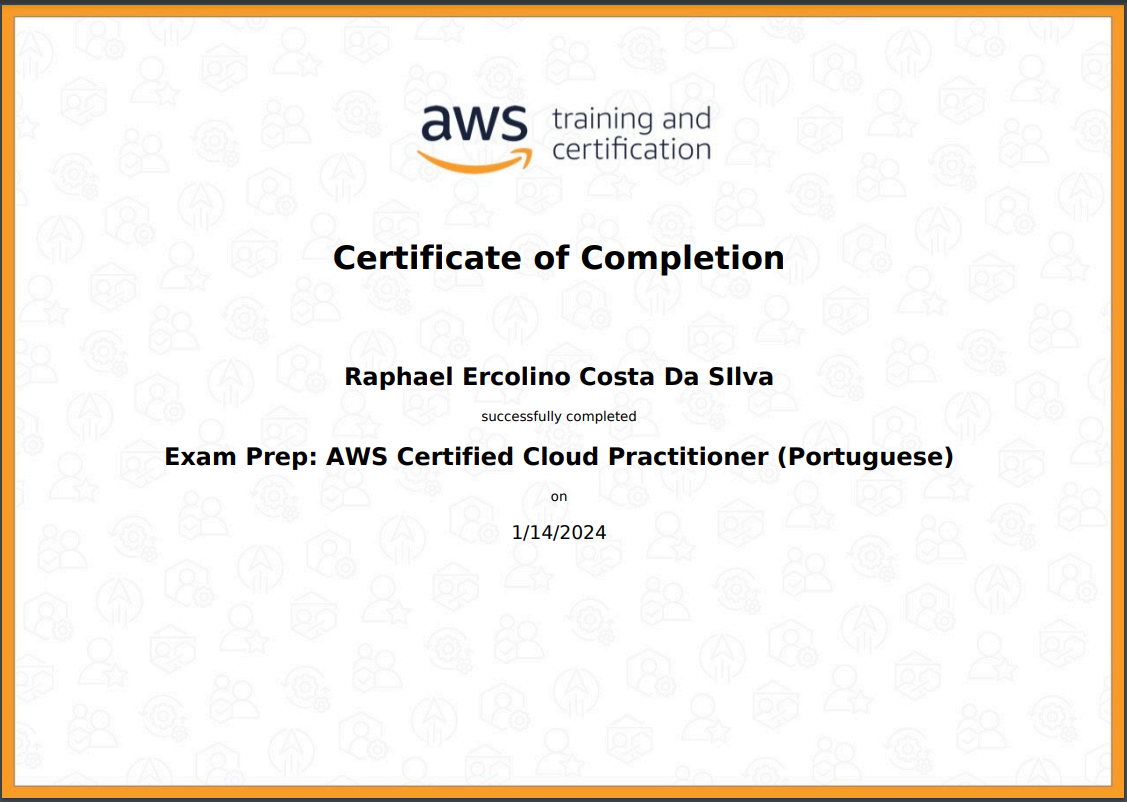 aws training and
certification
Certificate of Completion
Raphael Ercolino Costa Da SIlva
successfully completed
Exam Prep: AWS Certified Cloud Practitioner (Portuguese)
on
1/14/2024